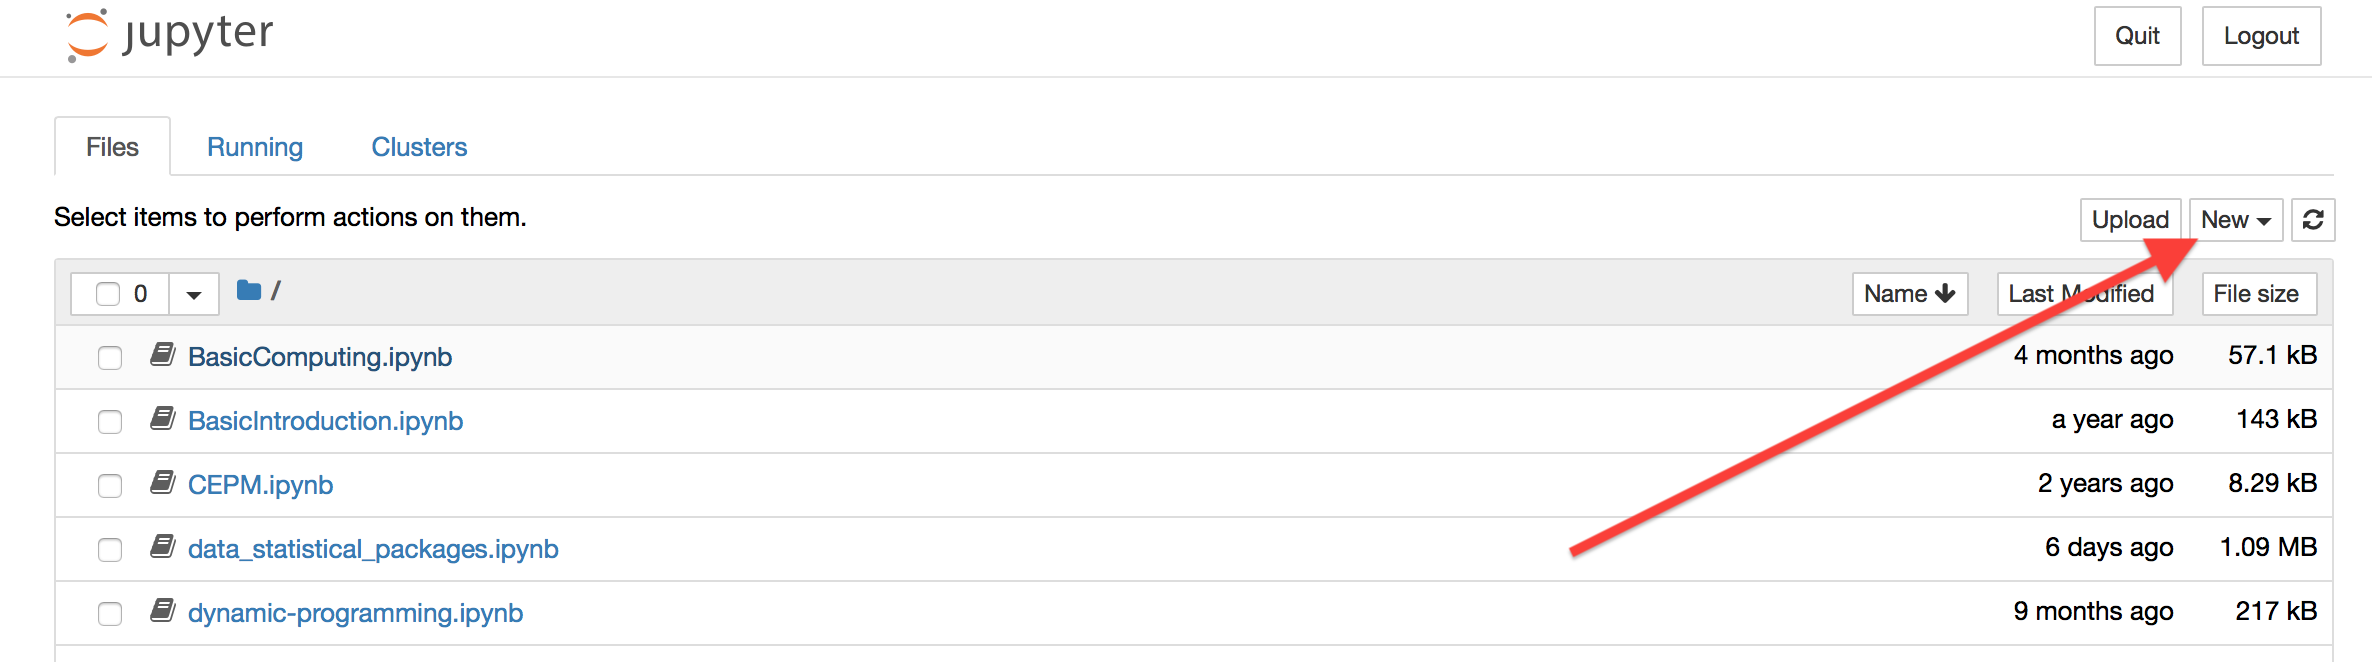 jupyter
Quit Logout
Files Running Clusters
Select items to perform actions on them.
Upload New
0 / Name Last Modified File size
BasicComputing.ipynb 4 months ago 57.1 kB
BasicIntroduction.ipynb a year ago 143 kB
CEPM.ipynb 2 years ago 8.29 kB
data_statistical_packages.ipynb 6 days ago 1.09 MB
dynamic-programming.ipynb 9 months ago 217 kB